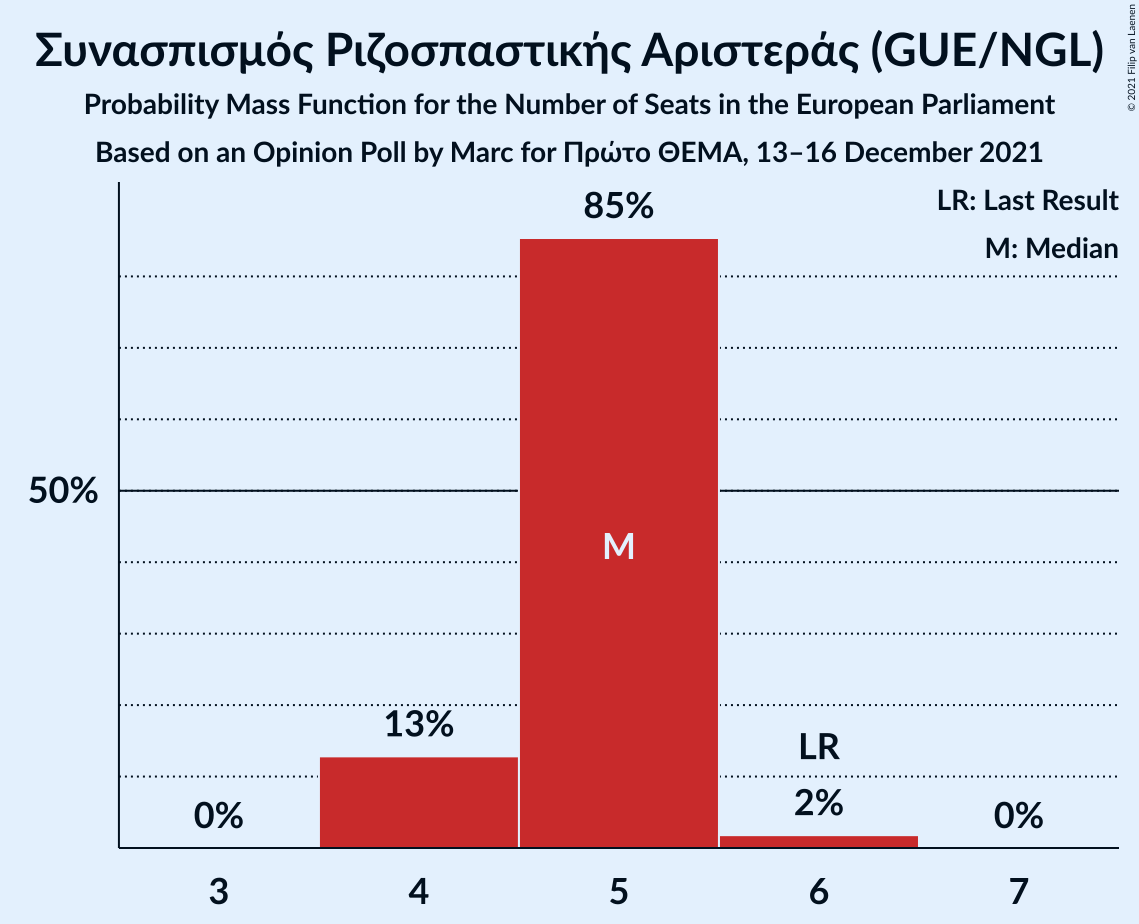 Συνασπισμός Ριζοσπαστικής Αριστεράς (GUE/NGL)
Probability Mass Function for the Number of Seats in the European Parliament
Based on an Opinion Poll by Marc for Πρώτο ΘΕΜΑ, 13–16 December 2021
© 2021 Filip van Laenen
LR: Last Result
M: Median
85%
50%
M
13%
LR
0%
2%
0%
3 4 5 6 7